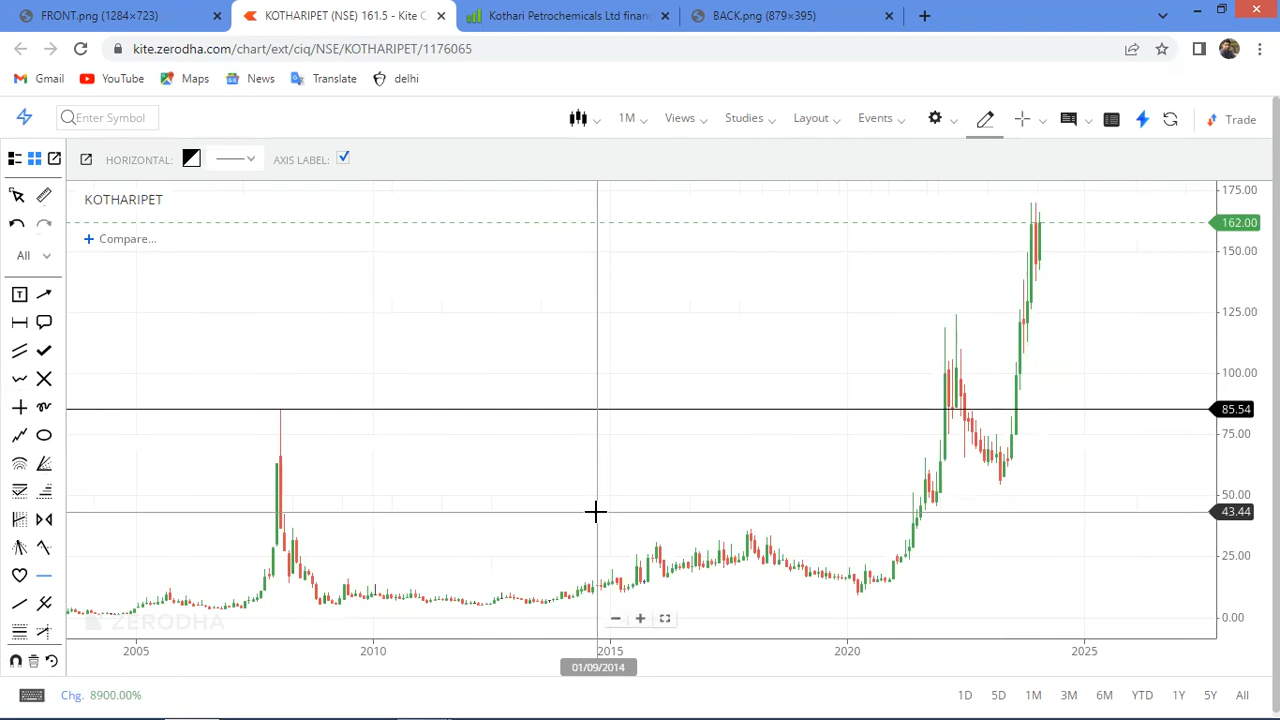 FRONT.png (1284×723)
KOTHARIPET (NSE) 161.5 - Kite C
Kothari Petrochemicals Ltd finan
BACK.png (879×395)
kite.zerodha.com/chart/ext/ciq/NSE/KOTHARIPET/1176065
Gmail YouTube Maps News Translate delhi
Enter Symbol 1M Views Studies Layout Events Trade
HORIZONTAL: AXIS LABEL:
All
T
KOTHARIPET
Compare...
175.00
162.00
150.00
125.00
100.00
85.54
75.00
50.00
43.44
25.00
0.00
ZERODHA
2005 2010 2015 2020 2025
01/09/2014
Chg. 8900.00%
1D 5D 1M 3M 6M YTD 1Y 5Y All